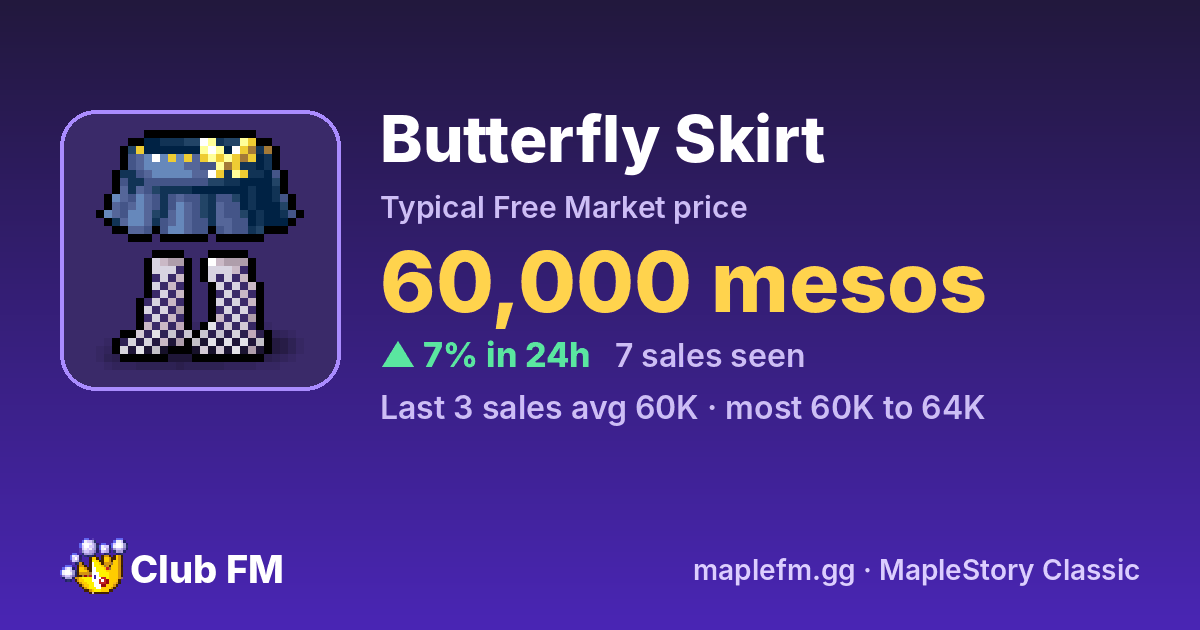 Butterfly Skirt
Typical Free Market price
60,000 mesos
▲ 7% in 24h 7 sales seen
Last 3 sales avg 60K · most 60K to 64K
Club FM
maplefm.gg · MapleStory Classic